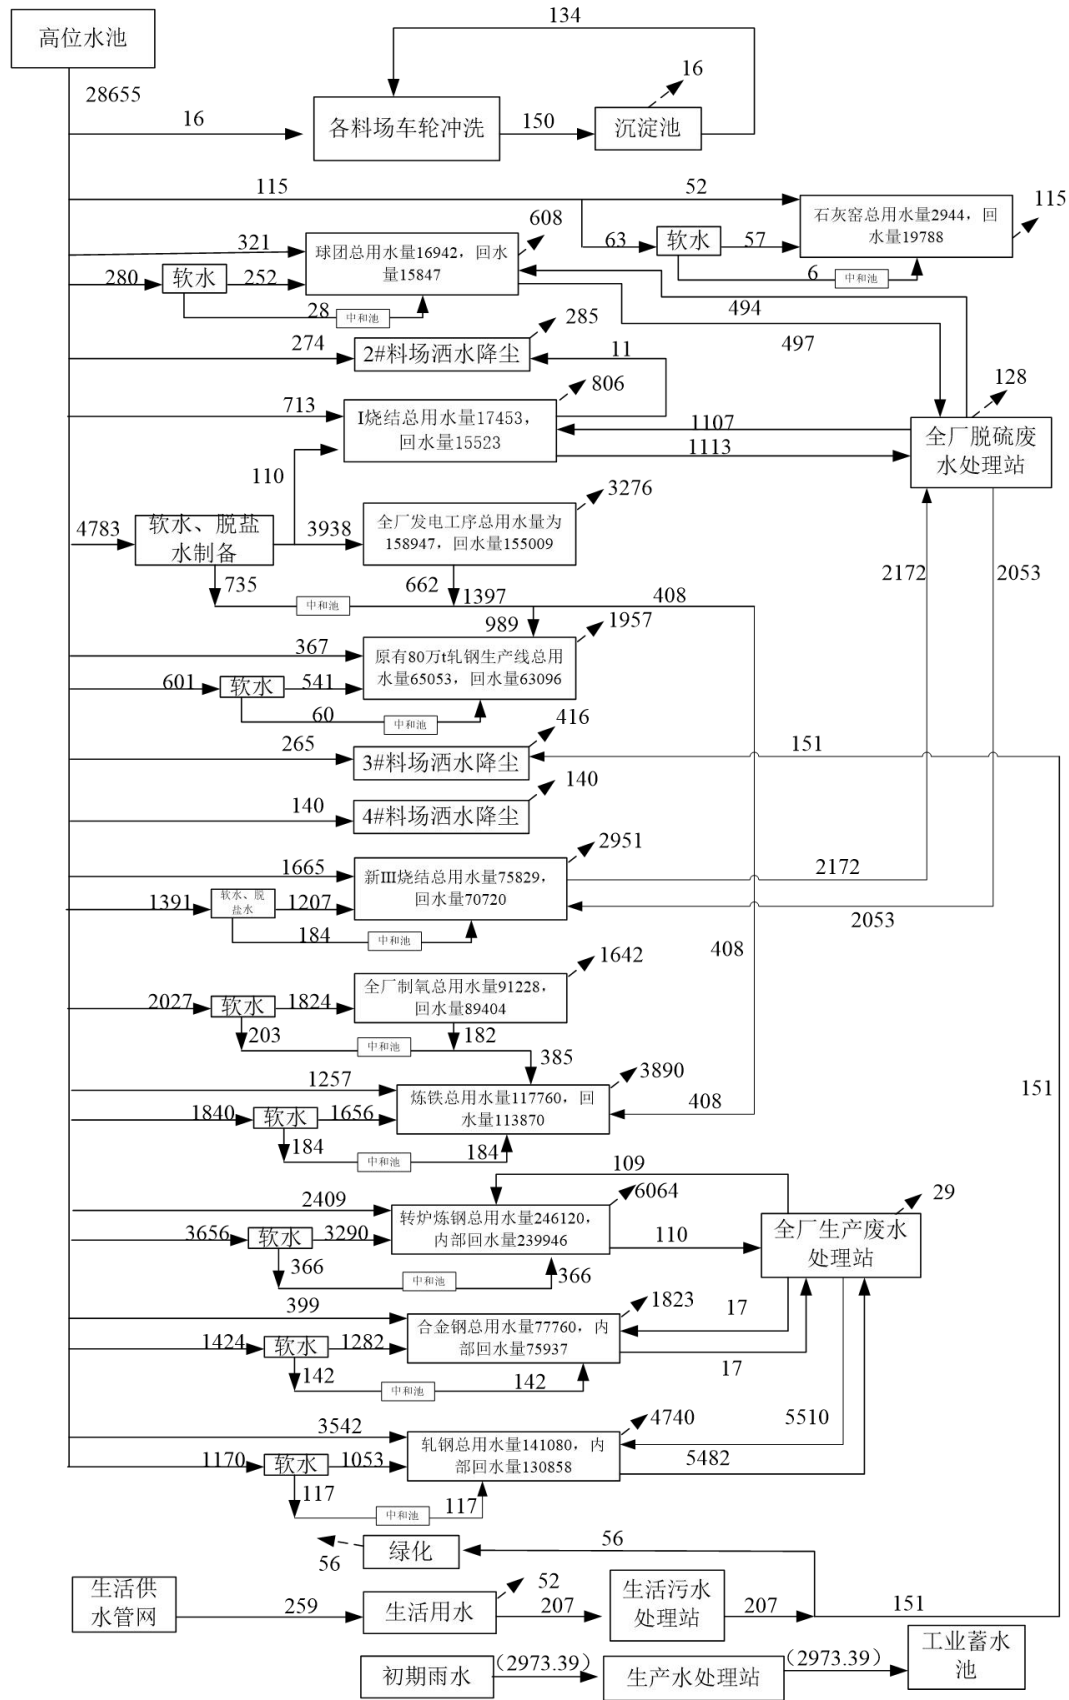 高位水池
28655
134
16
各料场车轮冲洗
150
沉淀池
16
115
52
石灰窑总用水量2944，回
水量19788
115
63
软水
57
6
中和池
321
球团总用水量16942，回水
量15847
608
280
软水
252
28
中和池
494
497
274
2#料场洒水降尘
285
11
713
I烧结总用水量17453，
回水量15523
806
1107
1113
全厂脱硫废
水处理站
128
110
4783
软水、脱盐
水制备
3938
全厂发电工序总用水量为
158947，回水量155009
3276
2172
2053
735
662
中和池
1397
408
989
367
原有80万t轧钢生产线总用
水量65053，回水量63096
1957
601
软水
541
60
中和池
265
3#料场洒水降尘
416
151
140
4#料场洒水降尘
140
1665
新III烧结总用水量75829，
回水量70720
2951
2172
1391
软水、脱
盐水
1207
2053
184
中和池
408
2027
软水
1824
全厂制氧总用水量91228，
回水量89404
1642
203
中和池
182
385
1257
炼铁总用水量117760，回
水量113870
3890
408
151
1840
软水
1656
184
中和池
184
109
2409
转炉炼钢总用水量246120，
内部回水量239946
6064
110
全厂生产废水
处理站
29
3656
软水
3290
366
中和池
366
399
合金钢总用水量77760，内
部回水量75937
1823
17
1424
软水
1282
17
142
中和池
142
3542
轧钢总用水量141080，内
部回水量130858
4740
5510
1170
软水
1053
5482
117
中和池
117
56
绿化
56
生活供
水管网
259
生活用水
52
207
生活污水
处理站
207
151
初期雨水
（2973.39）
生产水处理站
（2973.39）
工业蓄水
池